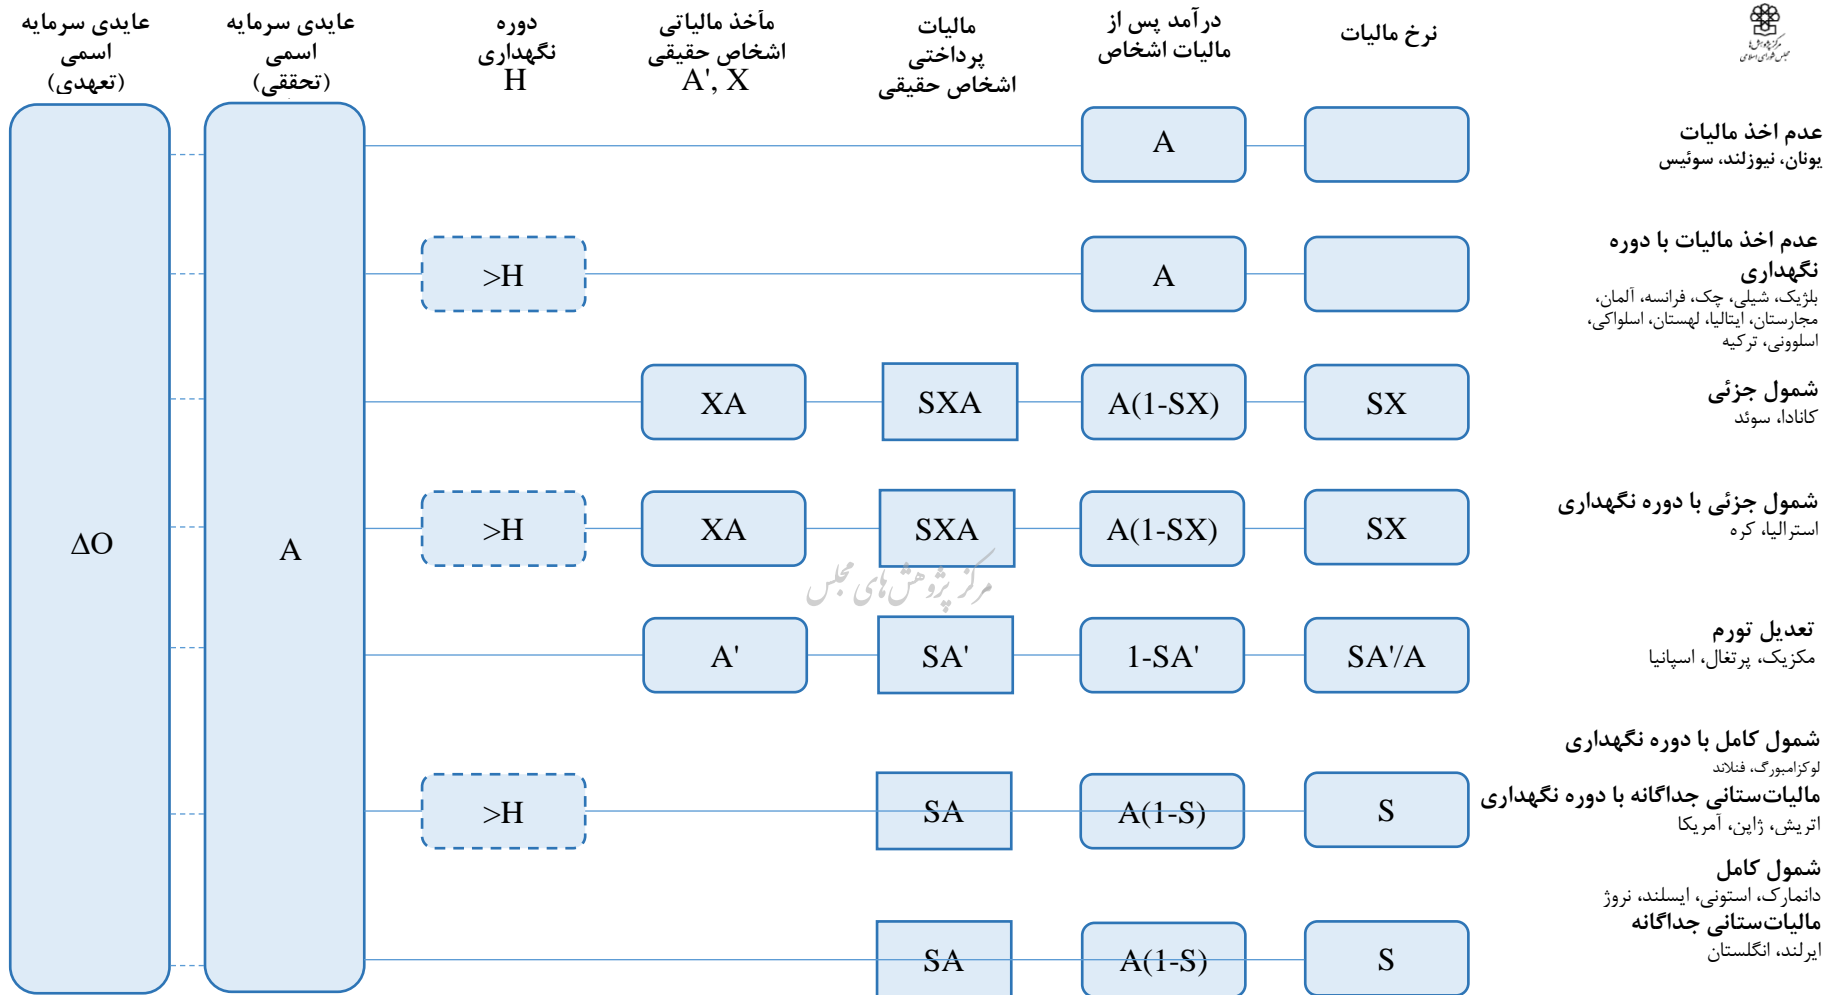 نرخ مالیات
درآمد پس از
مالیات اشخاص
مالیات
پرداختی
اشخاص حقیقی
مأخذ مالیاتی
اشخاص حقیقی
A', X
دوره
نگهداری
H
عایدی سرمایه
اسمی
(تحققی)
عایدی سرمایه
اسمی
(تعهدی)
مرکز پژوهش‌ها
مجلس شورای اسلامی
عدم اخذ مالیات
یونان، نیوزلند، سوئیس
A
عدم اخذ مالیات با دوره
نگهداری
بلژیک، شیلی، چک، فرانسه، آلمان،
مجارستان، ایتالیا، لهستان، اسلواکی،
اسلوونی، ترکیه
A
>H
شمول جزئی
کانادا، سوئد
SX
A(1-SX)
SXA
XA
شمول جزئی با دوره نگهداری
استرالیا، کره
SX
A(1-SX)
SXA
XA
>H
A
ΔO
مرکز پژوهش های مجلس
تعدیل تورم
مکزیک، پرتغال، اسپانیا
SA'/A
1-SA'
SA'
A'
شمول کامل با دوره نگهداری
لوکزامبورگ، فنلاند
مالیات‌ستانی جداگانه با دوره نگهداری
اتریش، ژاپن، آمریکا
S
A(1-S)
SA
>H
شمول کامل
دانمارک، استونی، ایسلند، نروژ
مالیات‌ستانی جداگانه
ایرلند، انگلستان
S
A(1-S)
SA